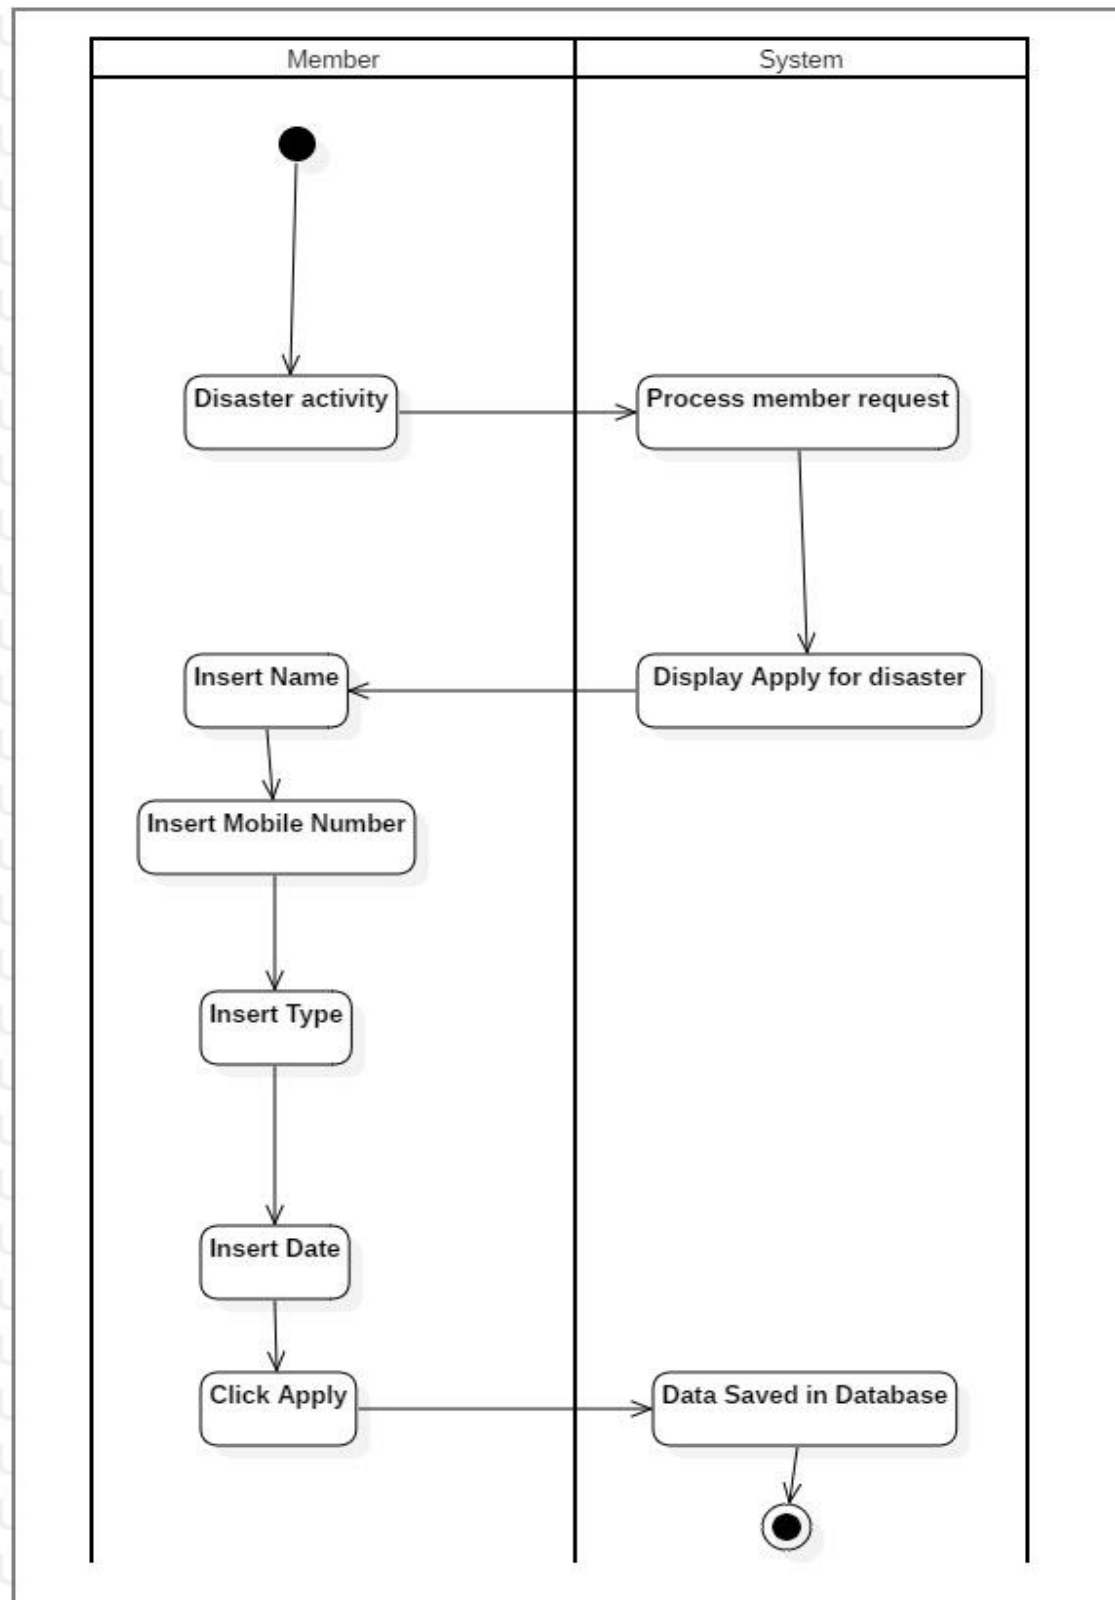 Member
System
Disaster activity
Process member request
Insert Name
Display Apply for disaster
Insert Mobile Number
Insert Type
Insert Date
Click Apply
Data Saved in Database